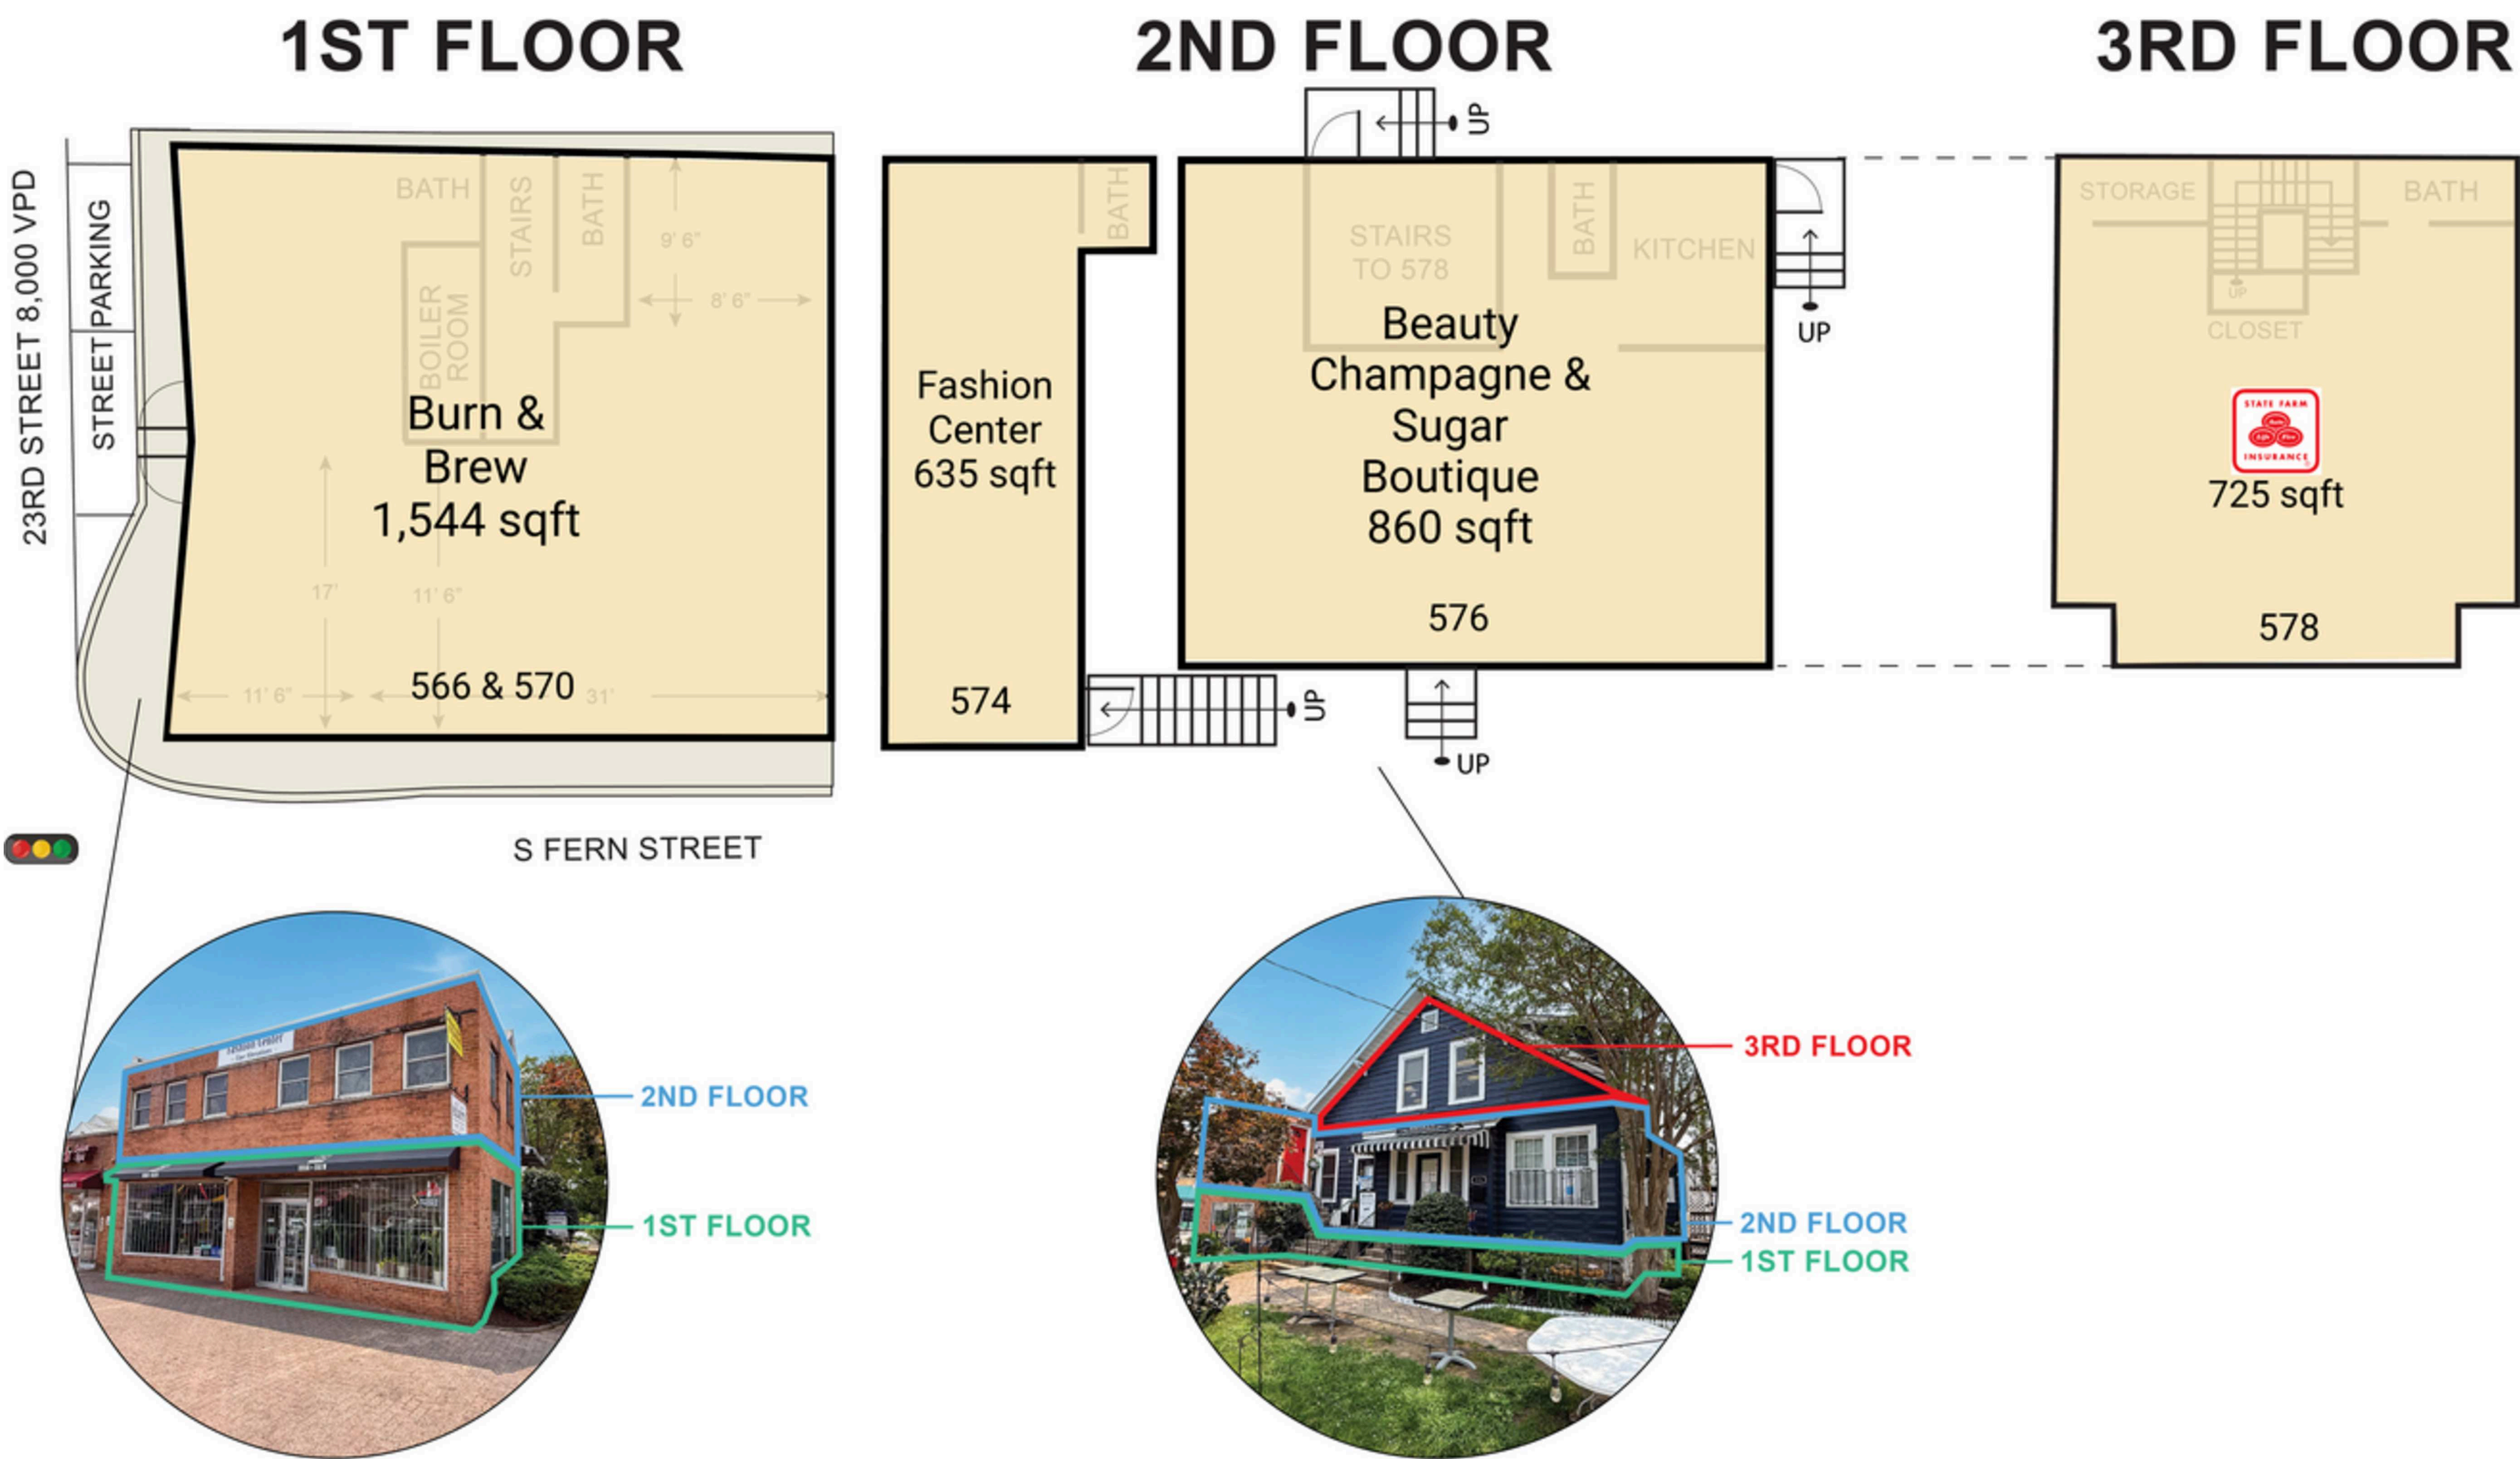 1ST FLOOR
2ND FLOOR
3RD FLOOR
23RD STREET 8,000 VPD
STREET PARKING
BATH
STAIRS
BATH
BOILER
ROOM
9' 6"
8' 6"
Burn &
Brew
1,544 sqft
17'
11' 6"
566 & 570
11' 6"
31'
S FERN STREET
BATH
Fashion
Center
635 sqft
574
UP
UP
STAIRS
TO 578
BATH
KITCHEN
Beauty
Champagne &
Sugar
Boutique
860 sqft
576
UP
UP
STORAGE
BATH
UP
CLOSET
STATE FARM
INSURANCE
725 sqft
578
Fashion Center
2ND FLOOR
1ST FLOOR
3RD FLOOR
2ND FLOOR
1ST FLOOR